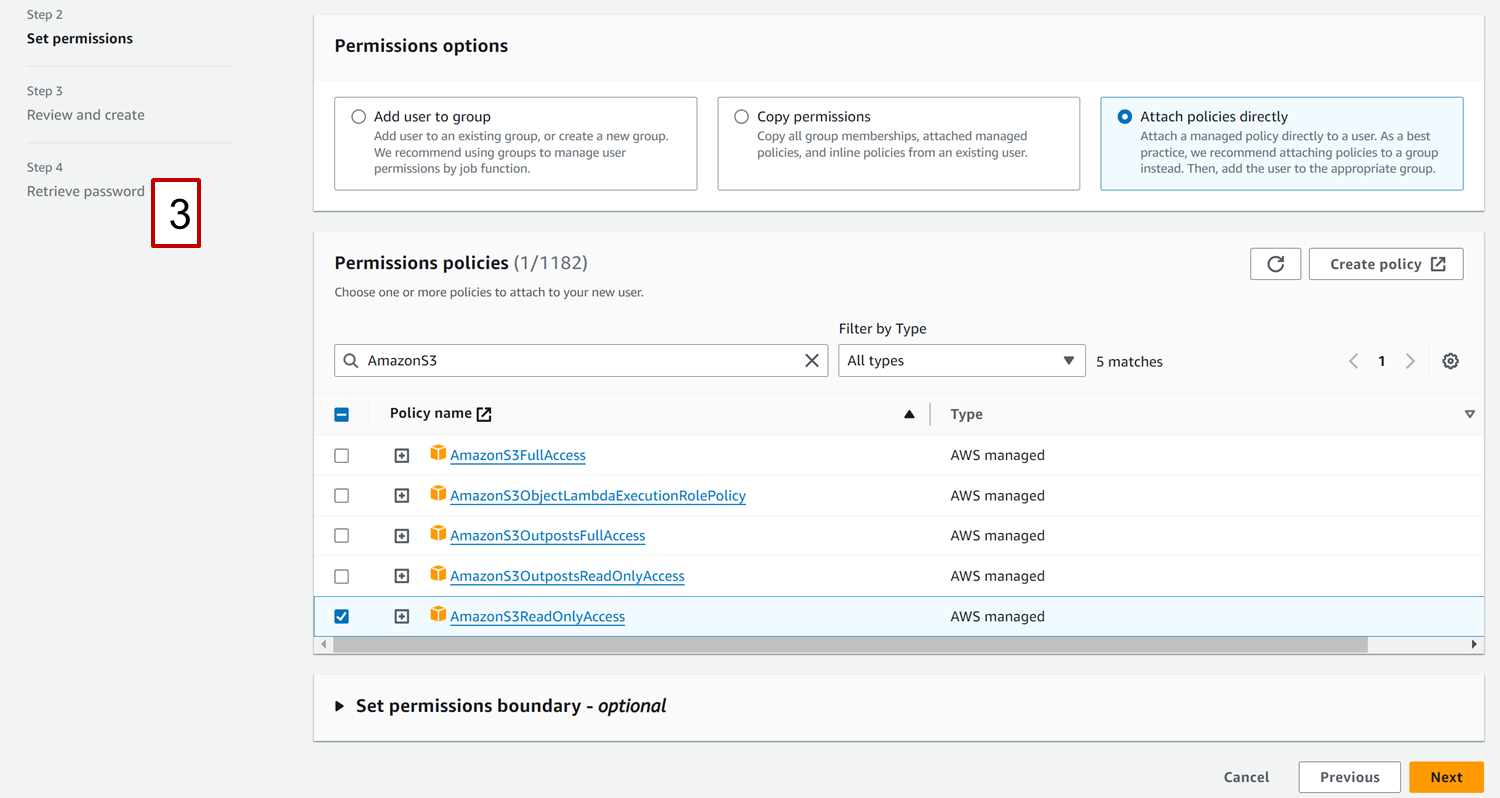 Step 2
Set permissions
Step 3
Review and create
Step 4
Retrieve password
3
Permissions options
Add user to group
Add user to an existing group, or create a new group.
We recommend using groups to manage user
permissions by job function.
Copy permissions
Copy all group memberships, attached managed
policies, and inline policies from an existing user.
Attach policies directly
Attach a managed policy directly to a user. As a best
practice, we recommend attaching policies to a group
instead. Then, add the user to the appropriate group.
Permissions policies (1/1182)
Create policy
Choose one or more policies to attach to your new user.
Filter by Type
AmazonS3
All types
5 matches
1
Policy name
Type
AmazonS3FullAccess AWS managed
AmazonS3ObjectLambdaExecutionRolePolicy AWS managed
AmazonS3OutpostsFullAccess AWS managed
AmazonS3OutpostsReadOnlyAccess AWS managed
AmazonS3ReadOnlyAccess AWS managed
Set permissions boundary - optional
Cancel
Previous
Next